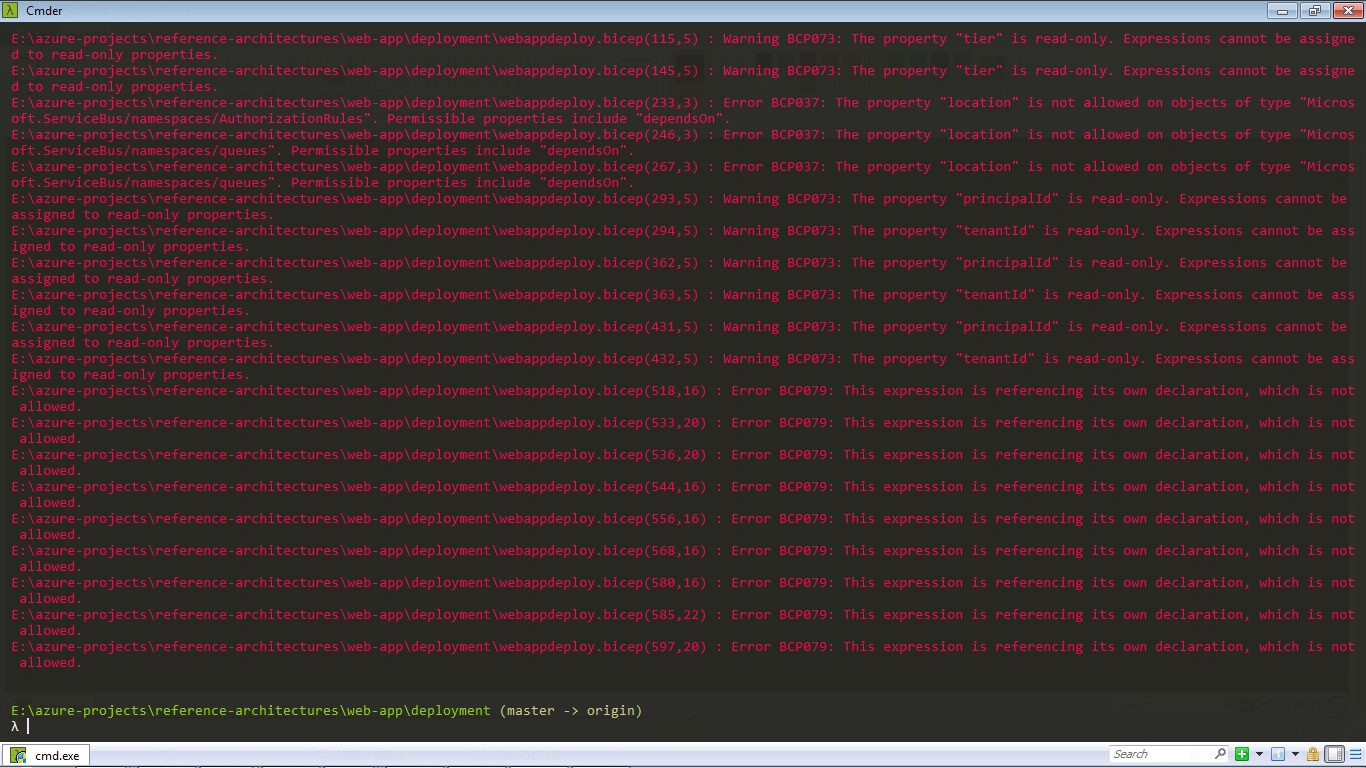 Cmder
E:\azure-projects\reference-architectures\web-app\deployment\webappdeploy.bicep(115,5) : Warning BCP073: The property "tier" is read-only. Expressions cannot be assigne
d to read-only properties.
E:\azure-projects\reference-architectures\web-app\deployment\webappdeploy.bicep(145,5) : Warning BCP073: The property "tier" is read-only. Expressions cannot be assigne
d to read-only properties.
E:\azure-projects\reference-architectures\web-app\deployment\webappdeploy.bicep(233,3) : Error BCP037: The property "location" is not allowed on objects of type "Micros
oft.ServiceBus/namespaces/AuthorizationRules". Permissible properties include "dependsOn".
E:\azure-projects\reference-architectures\web-app\deployment\webappdeploy.bicep(246,3) : Error BCP037: The property "location" is not allowed on objects of type "Micros
oft.ServiceBus/namespaces/queues". Permissible properties include "dependsOn".
E:\azure-projects\reference-architectures\web-app\deployment\webappdeploy.bicep(267,3) : Error BCP037: The property "location" is not allowed on objects of type "Micros
oft.ServiceBus/namespaces/queues". Permissible properties include "dependsOn".
E:\azure-projects\reference-architectures\web-app\deployment\webappdeploy.bicep(293,5) : Warning BCP073: The property "principalId" is read-only. Expressions cannot be
assigned to read-only properties.
E:\azure-projects\reference-architectures\web-app\deployment\webappdeploy.bicep(294,5) : Warning BCP073: The property "tenantId" is read-only. Expressions cannot be ass
igned to read-only properties.
E:\azure-projects\reference-architectures\web-app\deployment\webappdeploy.bicep(362,5) : Warning BCP073: The property "principalId" is read-only. Expressions cannot be
assigned to read-only properties.
E:\azure-projects\reference-architectures\web-app\deployment\webappdeploy.bicep(363,5) : Warning BCP073: The property "tenantId" is read-only. Expressions cannot be ass
igned to read-only properties.
E:\azure-projects\reference-architectures\web-app\deployment\webappdeploy.bicep(431,5) : Warning BCP073: The property "principalId" is read-only. Expressions cannot be
assigned to read-only properties.
E:\azure-projects\reference-architectures\web-app\deployment\webappdeploy.bicep(432,5) : Warning BCP073: The property "tenantId" is read-only. Expressions cannot be ass
igned to read-only properties.
E:\azure-projects\reference-architectures\web-app\deployment\webappdeploy.bicep(518,16) : Error BCP079: This expression is referencing its own declaration, which is not
 allowed.
E:\azure-projects\reference-architectures\web-app\deployment\webappdeploy.bicep(533,20) : Error BCP079: This expression is referencing its own declaration, which is not
 allowed.
E:\azure-projects\reference-architectures\web-app\deployment\webappdeploy.bicep(536,20) : Error BCP079: This expression is referencing its own declaration, which is not
 allowed.
E:\azure-projects\reference-architectures\web-app\deployment\webappdeploy.bicep(544,16) : Error BCP079: This expression is referencing its own declaration, which is not
 allowed.
E:\azure-projects\reference-architectures\web-app\deployment\webappdeploy.bicep(556,16) : Error BCP079: This expression is referencing its own declaration, which is not
 allowed.
E:\azure-projects\reference-architectures\web-app\deployment\webappdeploy.bicep(568,16) : Error BCP079: This expression is referencing its own declaration, which is not
 allowed.
E:\azure-projects\reference-architectures\web-app\deployment\webappdeploy.bicep(580,16) : Error BCP079: This expression is referencing its own declaration, which is not
 allowed.
E:\azure-projects\reference-architectures\web-app\deployment\webappdeploy.bicep(585,22) : Error BCP079: This expression is referencing its own declaration, which is not
 allowed.
E:\azure-projects\reference-architectures\web-app\deployment\webappdeploy.bicep(597,20) : Error BCP079: This expression is referencing its own declaration, which is not
 allowed.
E:\azure-projects\reference-architectures\web-app\deployment (master -> origin)
λ
cmd.exe
Search